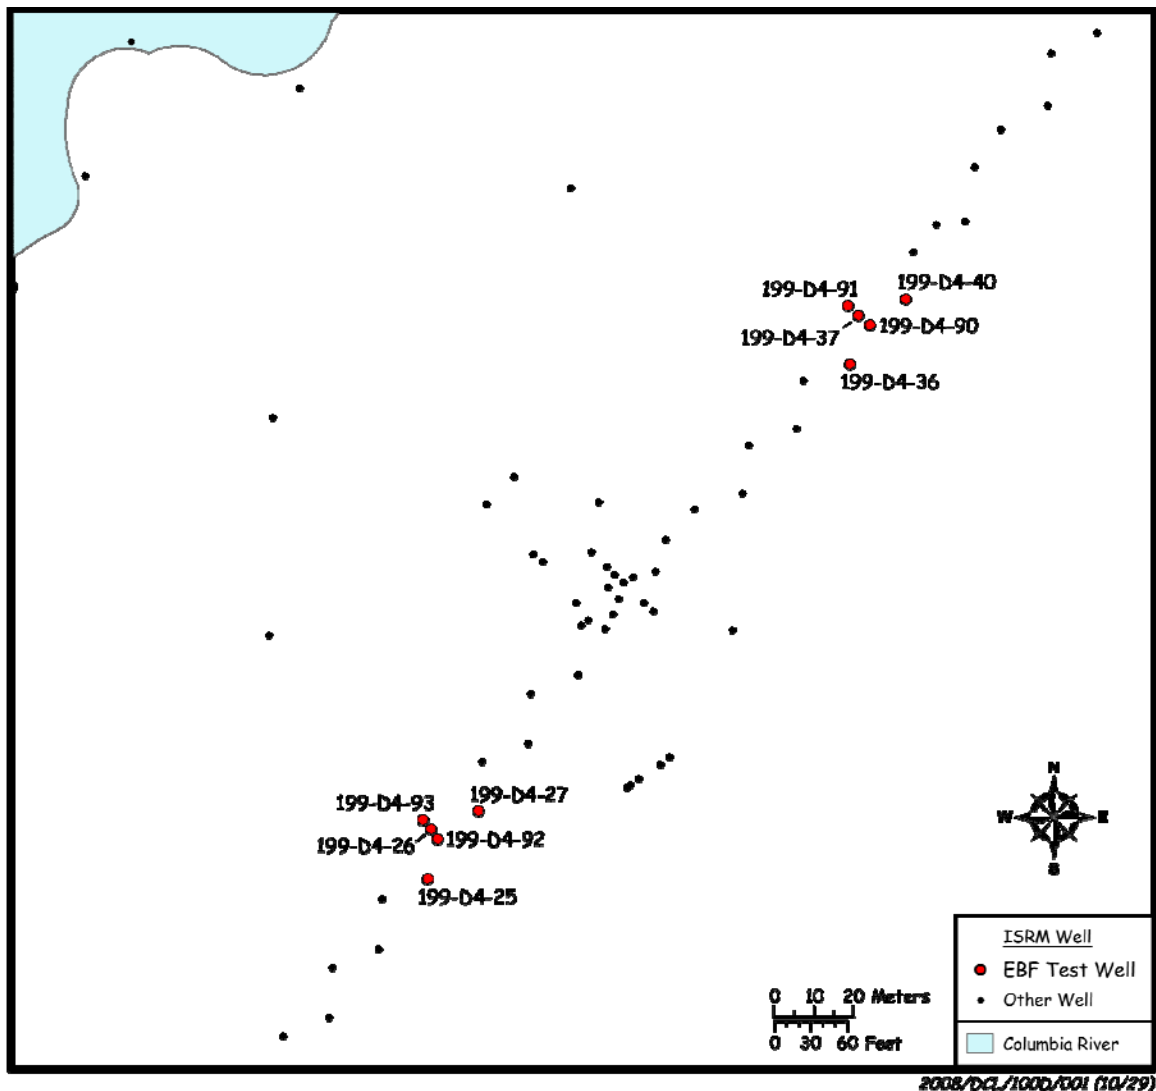 199-D4-91
199-D4-40
199-D4-37
199-D4-90
199-D4-36
199-D4-93
199-D4-27
199-D4-26
199-D4-92
199-D4-25
N
W E
S
0 10 20 Meters
0 30 60 Feet
ISRM Well
EBF Test Well
Other Well
Columbia River
2008/DCL/100D/001 (10/29)